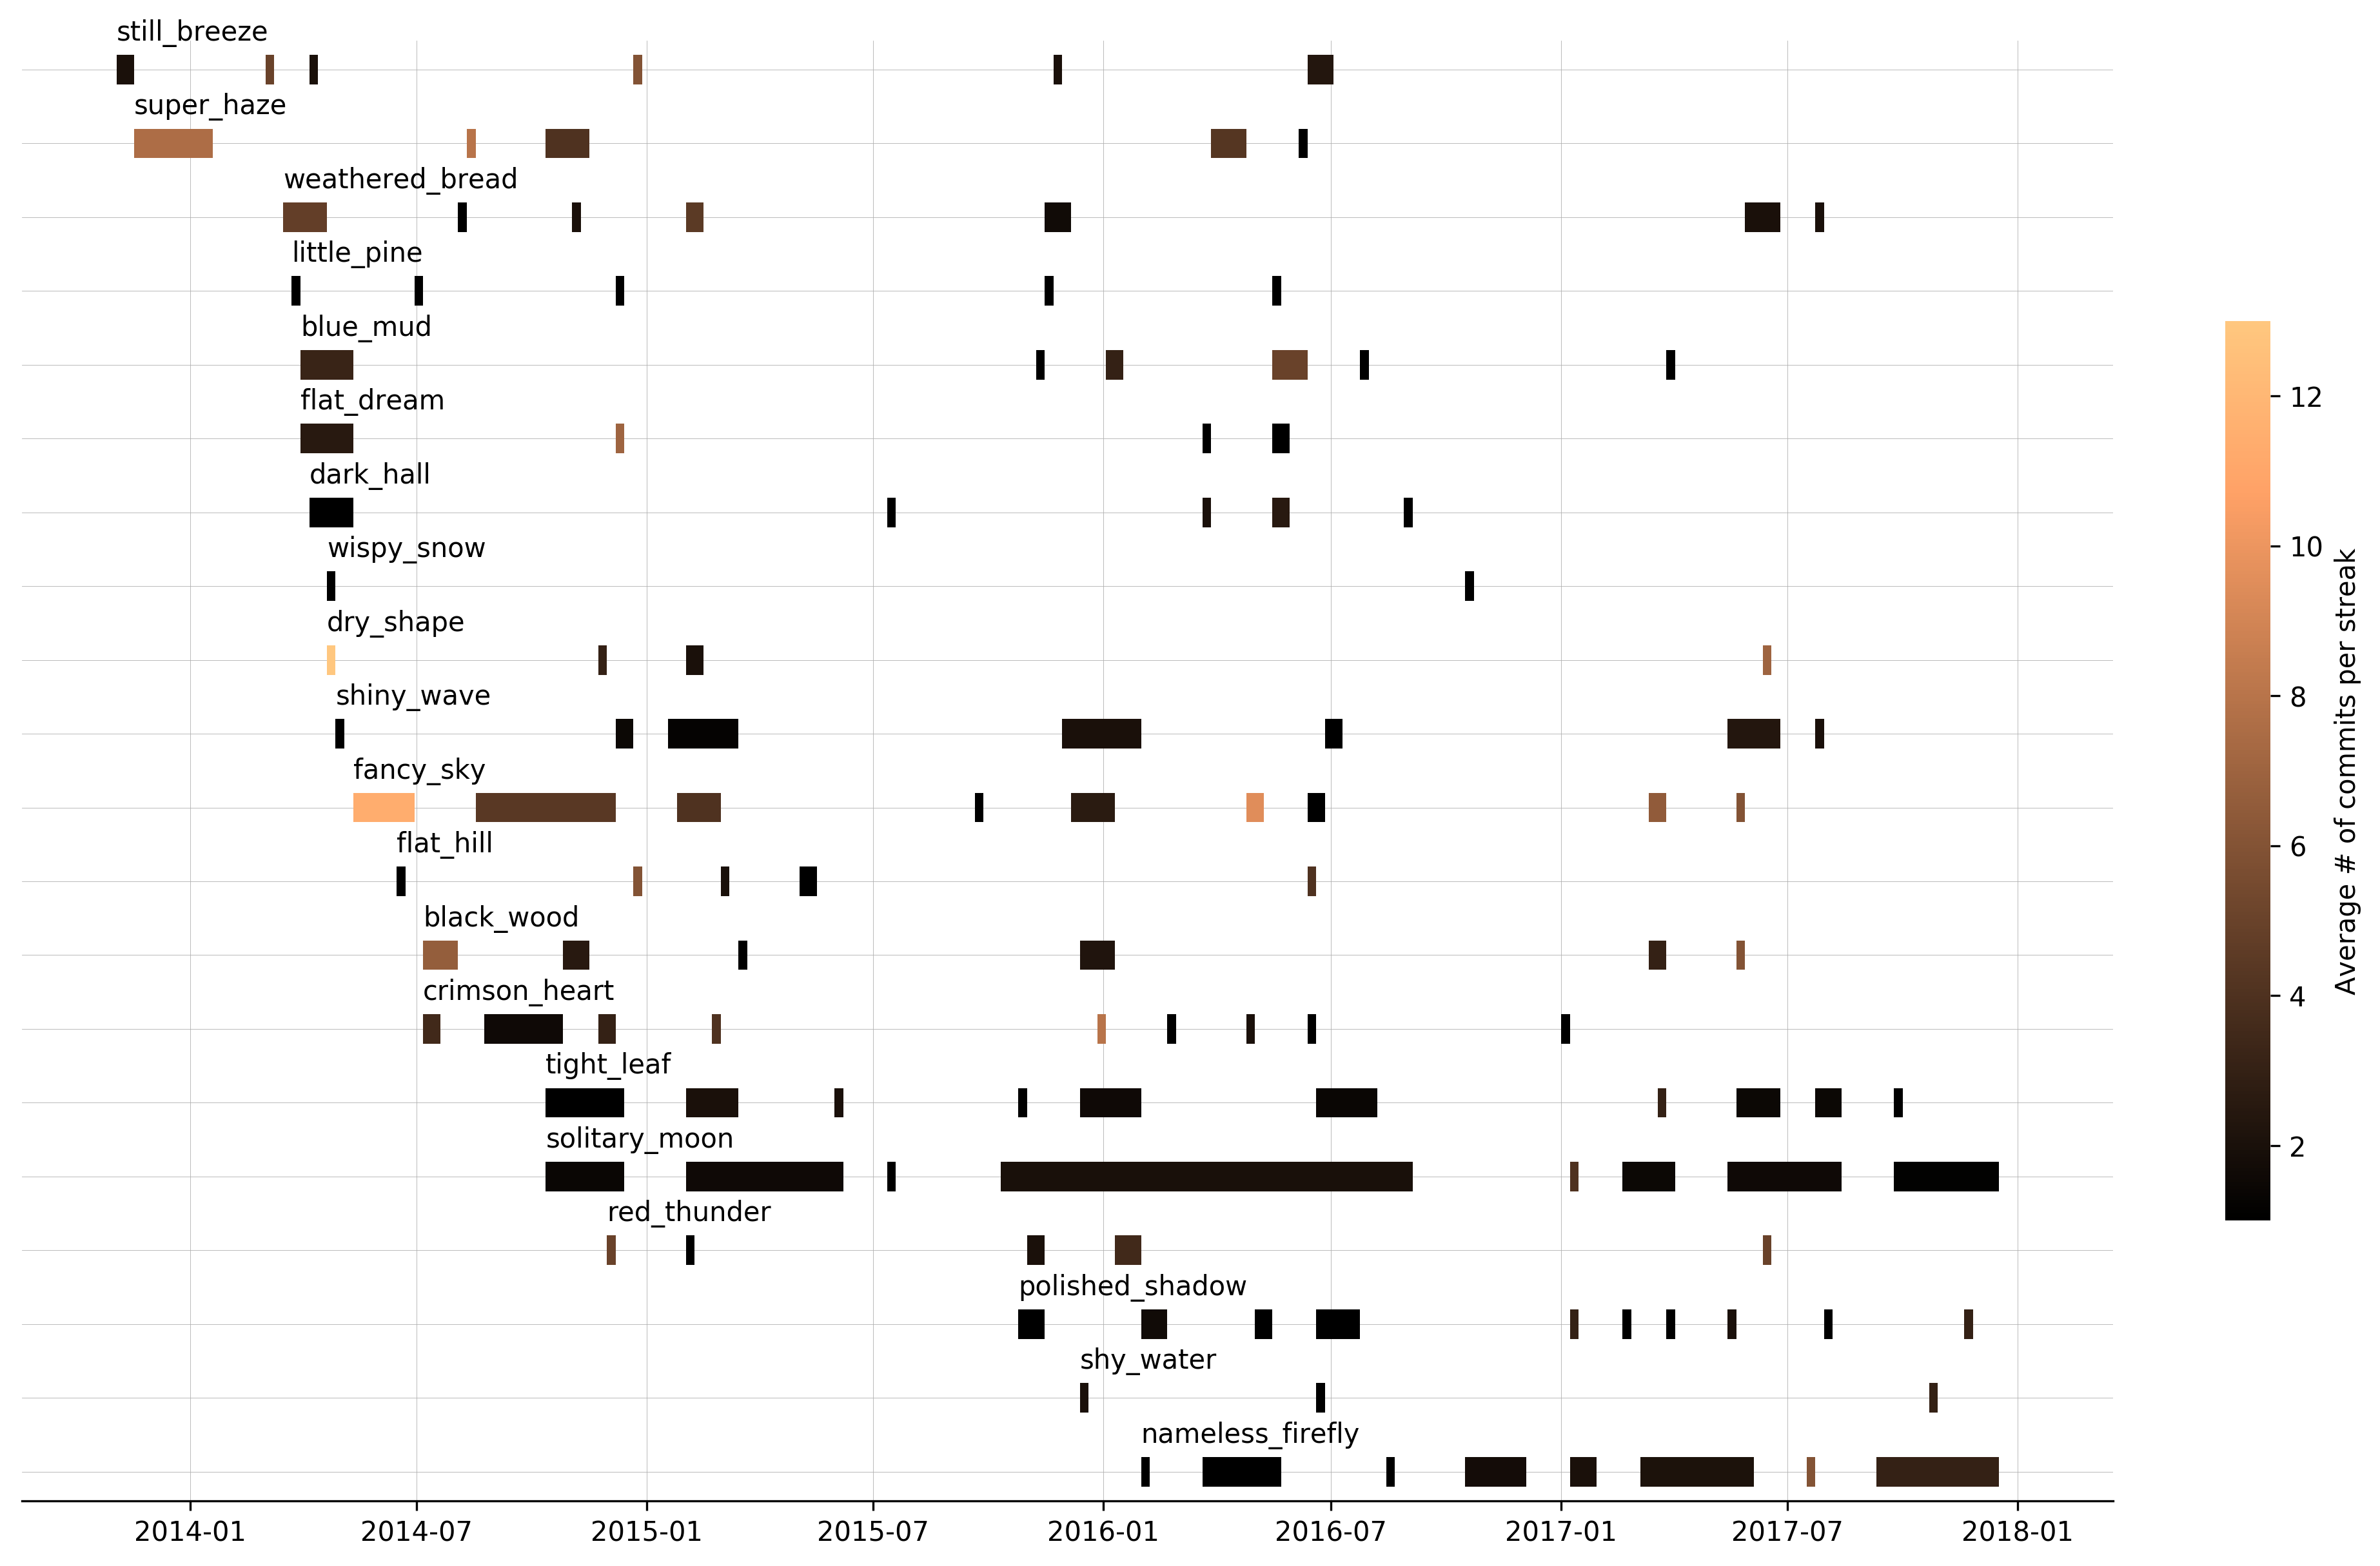 still_breeze
super_haze
weathered_bread
little_pine
blue_mud
flat_dream
dark_hall
wispy_snow
dry_shape
shiny_wave
fancy_sky
flat_hill
black_wood
crimson_heart
tight_leaf
solitary_moon
red_thunder
polished_shadow
shy_water
nameless_firefly
2014-01 2014-07 2015-01 2015-07 2016-01 2016-07 2017-01 2017-07 2018-01
12
10
8
6
4
2
Average # of commits per streak